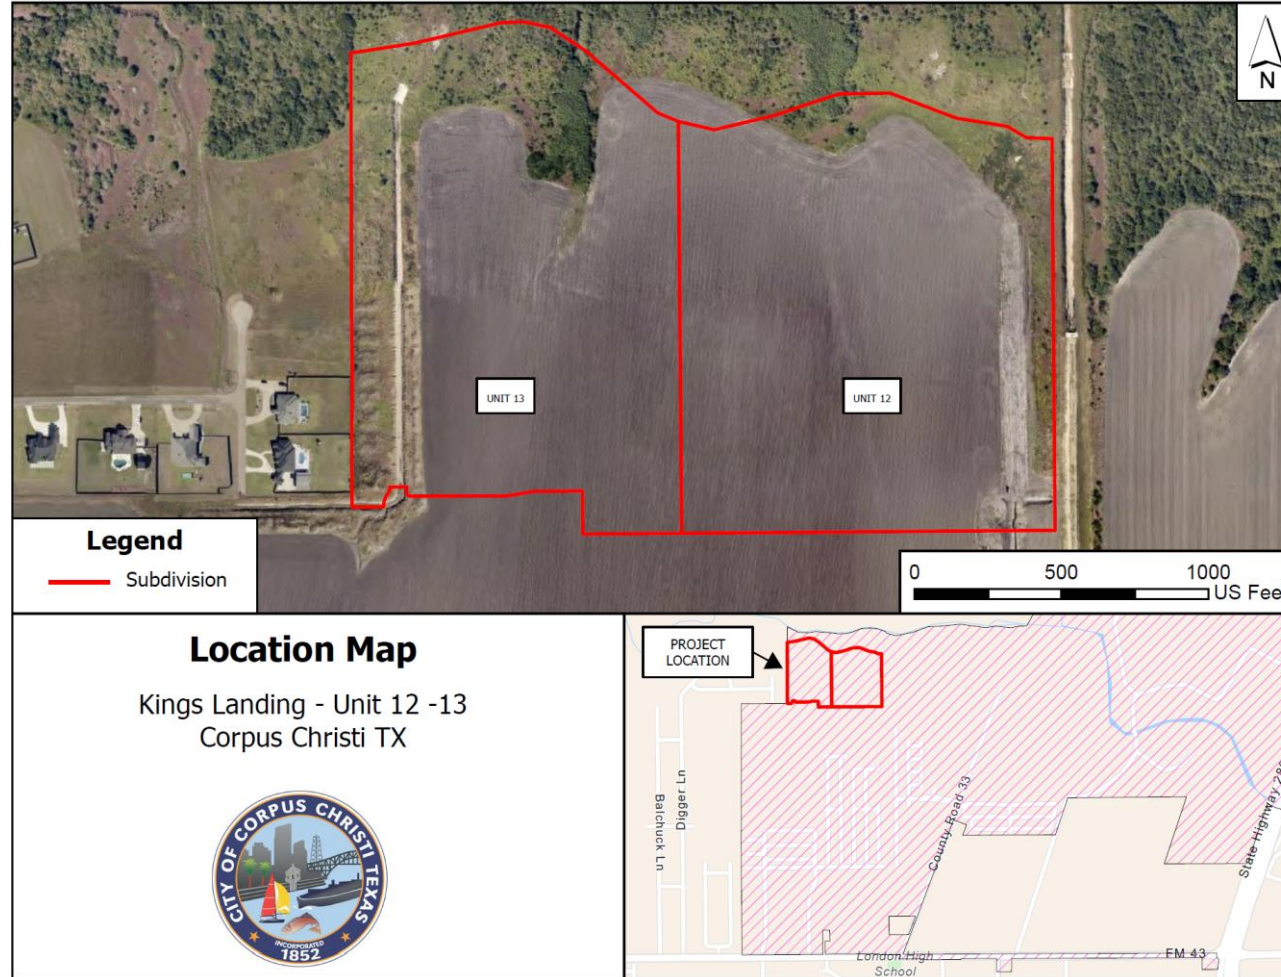 N
UNIT 13
UNIT 12
Legend
Subdivision
0 500 1000
US Fee
Location Map
Kings Landing - Unit 12 -13
Corpus Christi TX
CITY OF CORPUS CHRISTI TEXAS
INCORPORATED
1852
PROJECT
LOCATION
Balchuck Ln
Digger Ln
County Road 33
State Highway 286
London High
School
FM 43